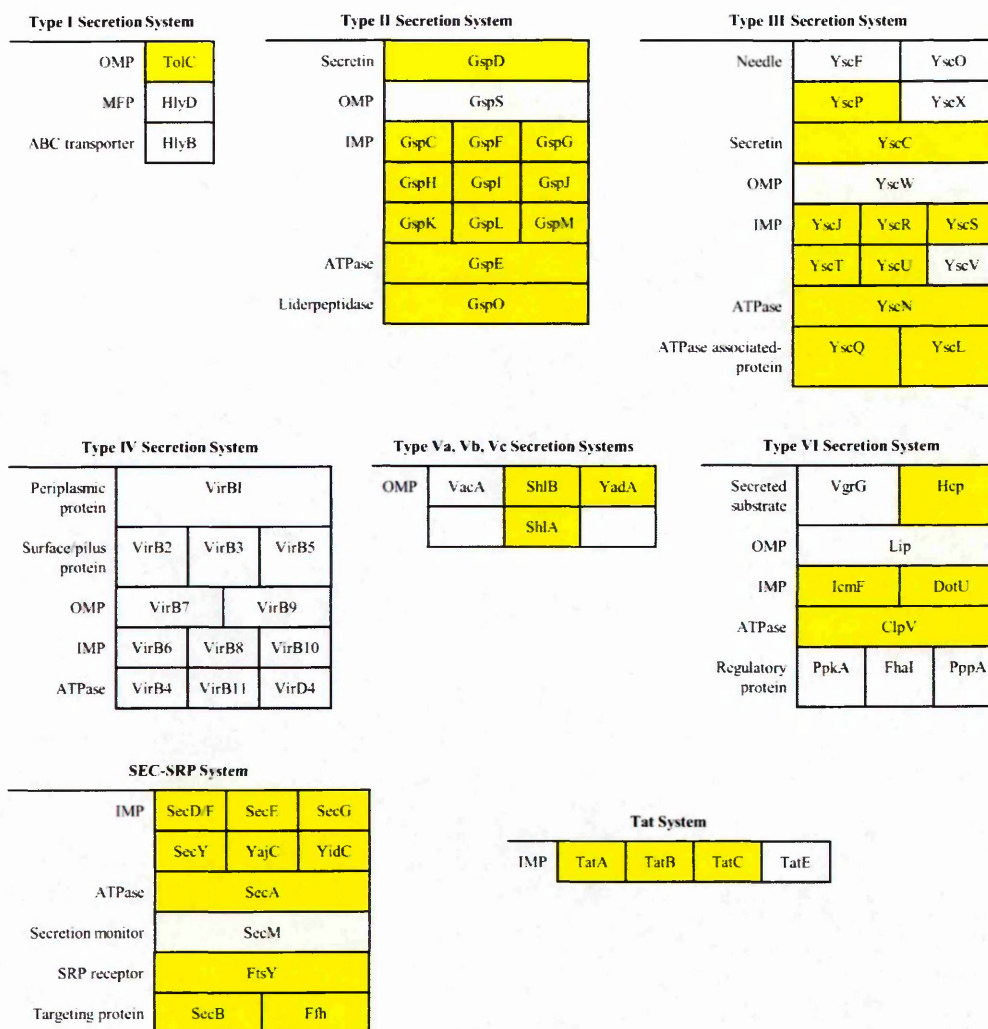 Type I Secretion System
OMP TolC
MFP HlyD
ABC transporter HlyB
Type II Secretion System
Secretin GspD
OMP GspS
IMP GspC GspF GspG
GspH GspI GspJ
GspK GspL GspM
ATPase GspE
Liderpeptidase GspO
Type III Secretion System
Needle YscF YscO
YscP YscX
Secretin YscC
OMP YscW
IMP YscJ YscR YscS
YscT YscU YscV
ATPase YscN
ATPase associated-
protein YscQ YscL
Type IV Secretion System
Periplasmic
protein VirB1
Surface/pilus
protein VirB2 VirB3 VirB5
OMP VirB7 VirB9
IMP VirB6 VirB8 VirB10
ATPase VirB4 VirB11 VirD4
Type Va, Vb, Vc Secretion Systems
OMP VacA ShlB YadA
ShlA
Type VI Secretion System
Secreted
substrate VgrG Hcp
OMP Lip
IMP IcmF DotU
ATPase ClpV
Regulatory
protein PpkA FhaI PppA
SEC-SRP System
IMP SecD/F SecE SecG
SecY YajC YidC
ATPase SecA
Secretion monitor SecM
SRP receptor FtsY
Targeting protein SecB Ffh
Tat System
IMP TatA TatB TatC TatE